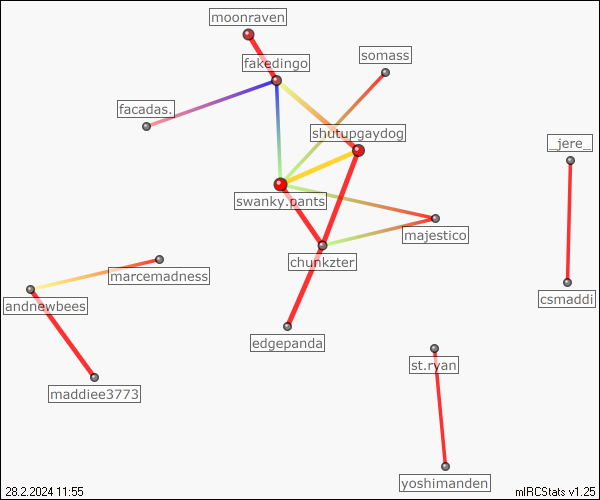 moonraven
somass
fakedingo
facadas.
shutupgaydog
_jere_
swanky.pants
majestico
chunkzter
marcemadness
csmaddi
andnewbees
edgepanda
st.ryan
maddiee3773
yoshimanden
28.2.2024 11:55
mIRCStats v1.25